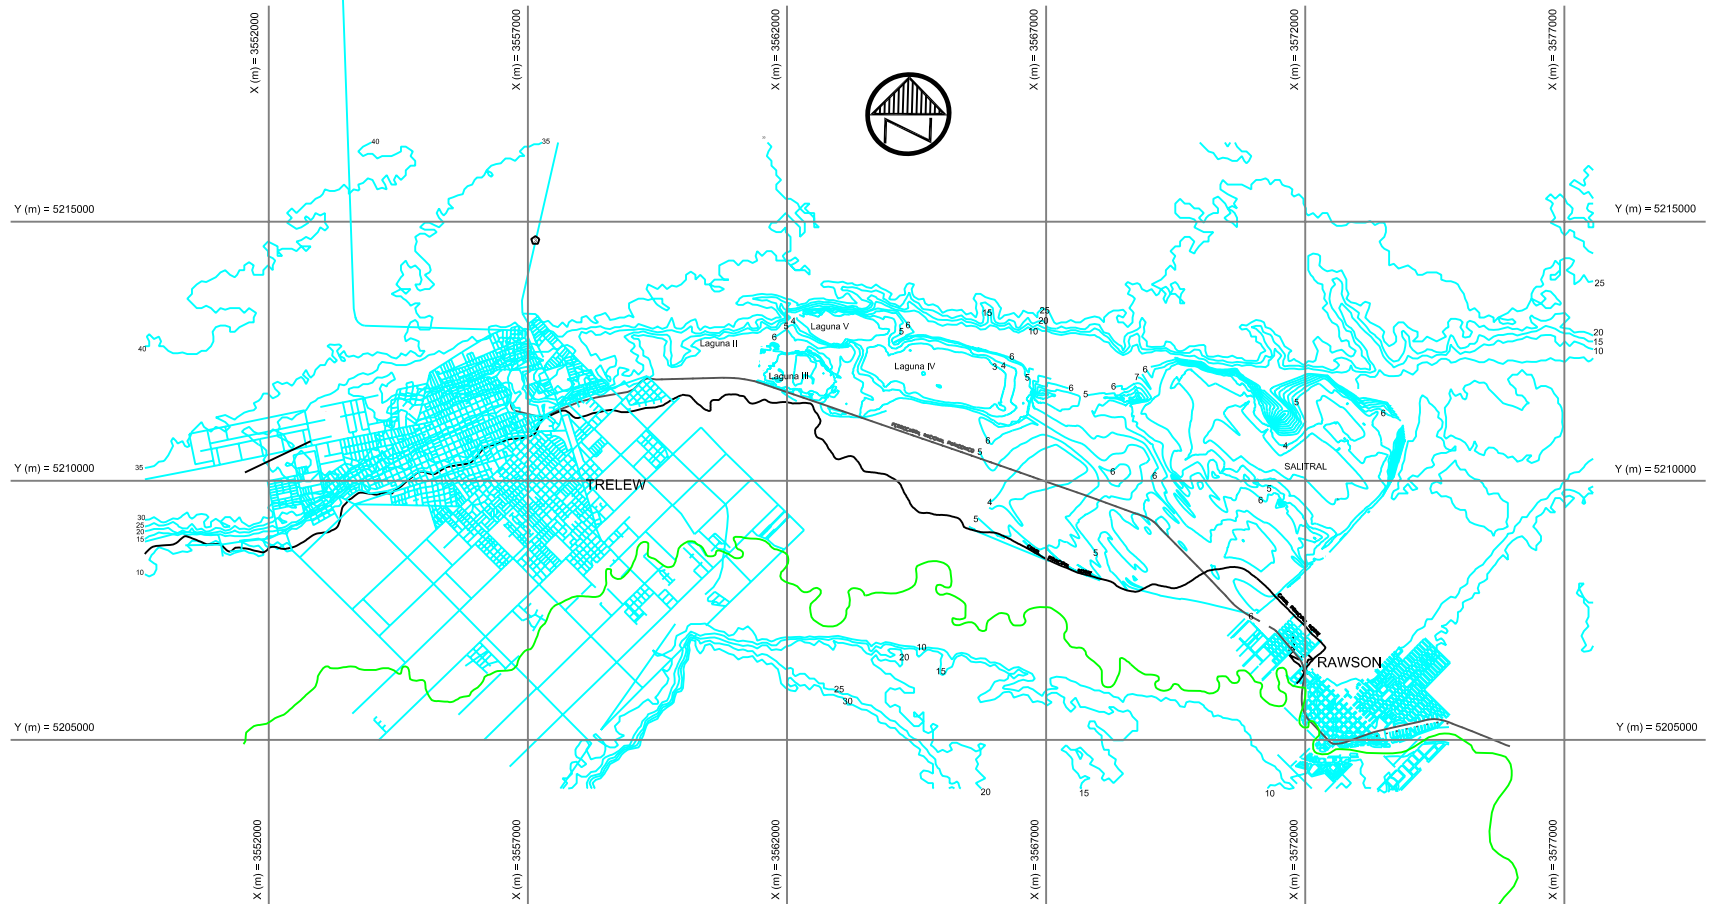 X (m) = 3552000
X (m) = 3557000
X (m) = 3562000
X (m) = 3567000
X (m) = 3572000
X (m) = 3577000
40
35
Y (m) = 5215000
Y (m) = 5215000
25
25
20
15
10
20
15
10
40
4
5
6
Laguna V
5
6
Laguna II
Laguna III
Laguna IV
6
3
4
5
6
5
6
7
6
5
6
4
35
Y (m) = 5210000
Y (m) = 5210000
SALITRAL
TRELEW
6
5
6
6
5
6
4
5
5
30
25
20
15
10
6
RAWSON
10
20
15
25
30
Y (m) = 5205000
Y (m) = 5205000
20
15
10
X (m) = 3552000
X (m) = 3557000
X (m) = 3562000
X (m) = 3567000
X (m) = 3572000
X (m) = 3577000